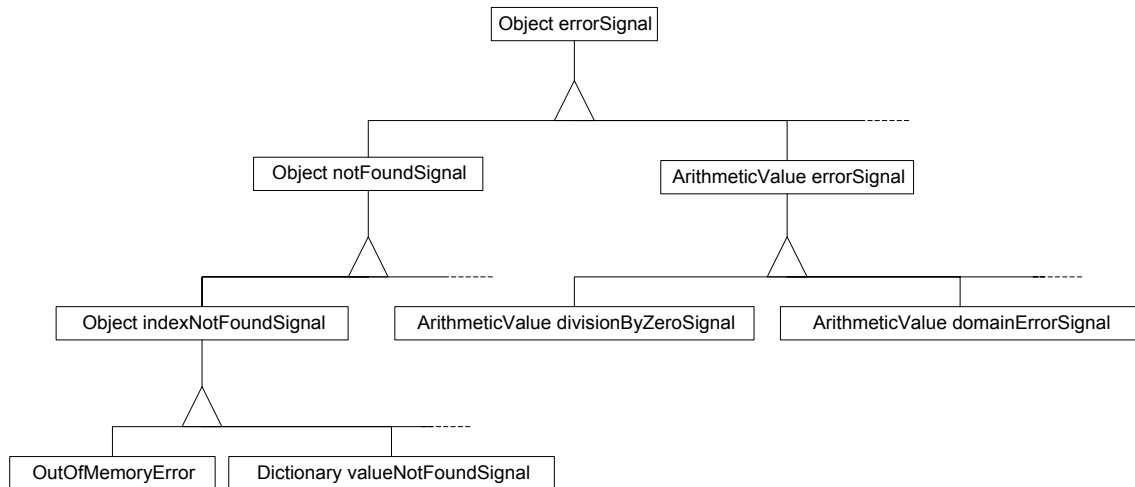 Object errorSignal
Object notFoundSignal
ArithmeticValue errorSignal
Object indexNotFoundSignal
ArithmeticValue divisionByZeroSignal
ArithmeticValue domainErrorSignal
OutOfMemoryError
Dictionary valueNotFoundSignal